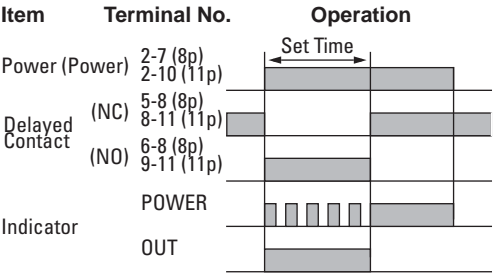 Item Terminal No. Operation
Set Time
Power (Power) 2-7 (8p)
2-10 (11p)
Delayed
Contact
(NC) 5-8 (8p)
8-11 (11p)
(NO) 6-8 (8p)
9-11 (11p)
Indicator
POWER
OUT